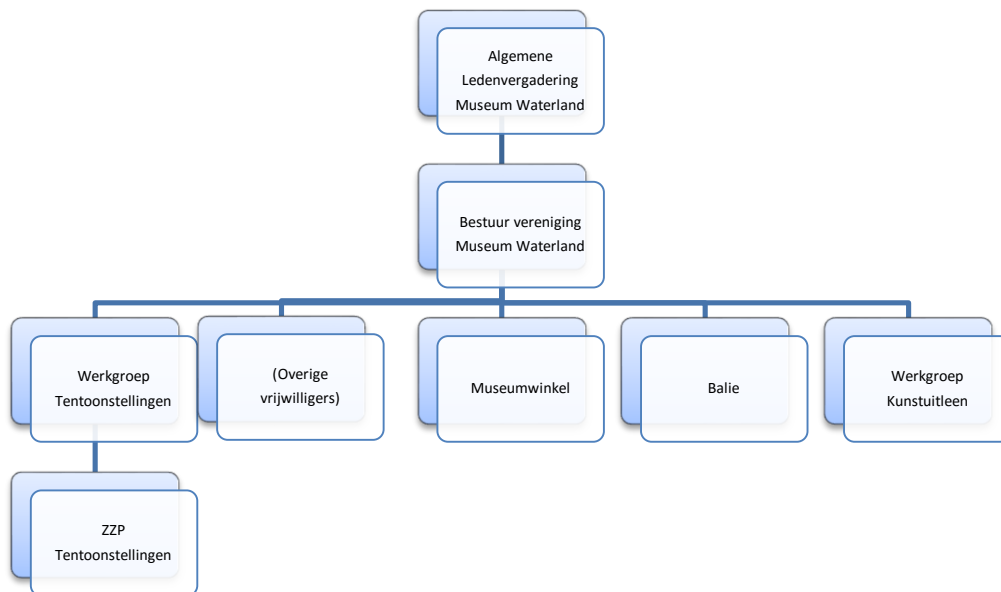 Algemene
Ledenvergadering
Museum Waterland
Bestuur vereniging
Museum Waterland
Werkgroep
Tentoonstellingen
(Overige
vrijwilligers)
Museumwinkel
Balie
Werkgroep
Kunstuitleen
ZZP
Tentoonstellingen